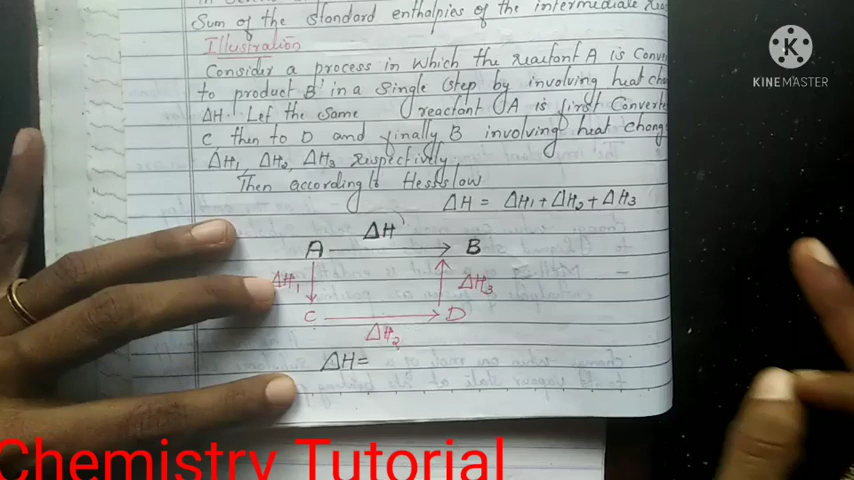 Sum of the standard enthalpies of the intermediate
Illustration
Consider a process in which the reactant A is Conve
to product B in a single step by involving heat cha
ΔH. Let the same reactant A is first Converte
C, then to D and finally B involving heat chang
ΔH1, ΔH2, ΔH3 respectively
Then according to Hess's law
ΔH = ΔH1 + ΔH2 + ΔH3
ΔH
A B
ΔH1 ΔH3
C D
ΔH2
ΔH=
K
KINEMASTER
Chemistry Tutorial